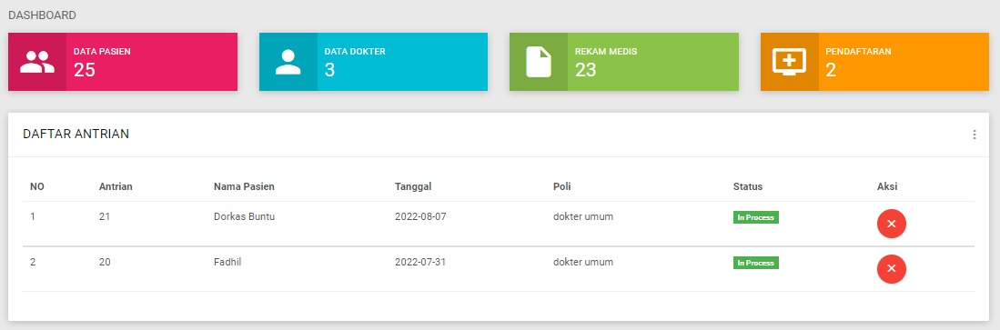 DASHBOARD
DATA PASIEN
25
DATA DOKTER
3
REKAM MEDIS
23
PENDAFTARAN
2
DAFTAR ANTRIAN
NO Antrian Nama Pasien Tanggal Poli Status Aksi
1 21 Dorkas Buntu 2022-08-07 dokter umum In Process
2 20 Fadhil 2022-07-31 dokter umum In Process